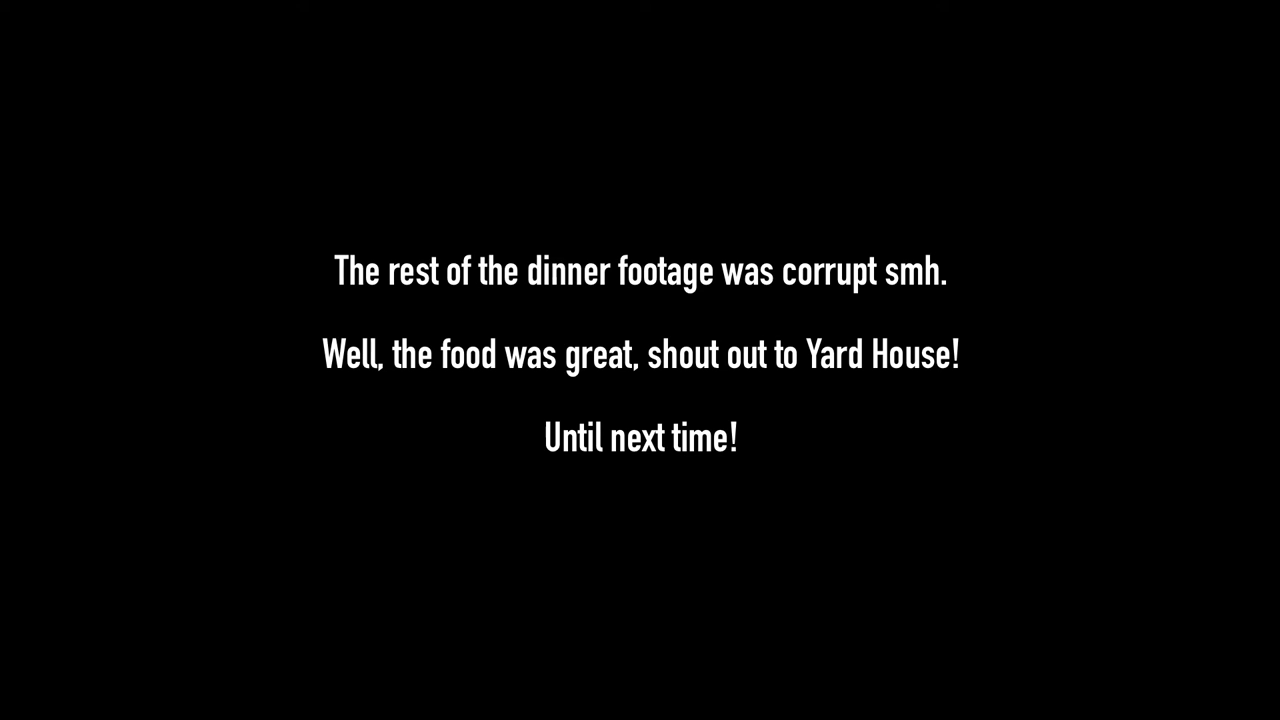 The rest of the dinner footage was corrupt smh.
Well, the food was great, shout out to Yard House!
Until next time!